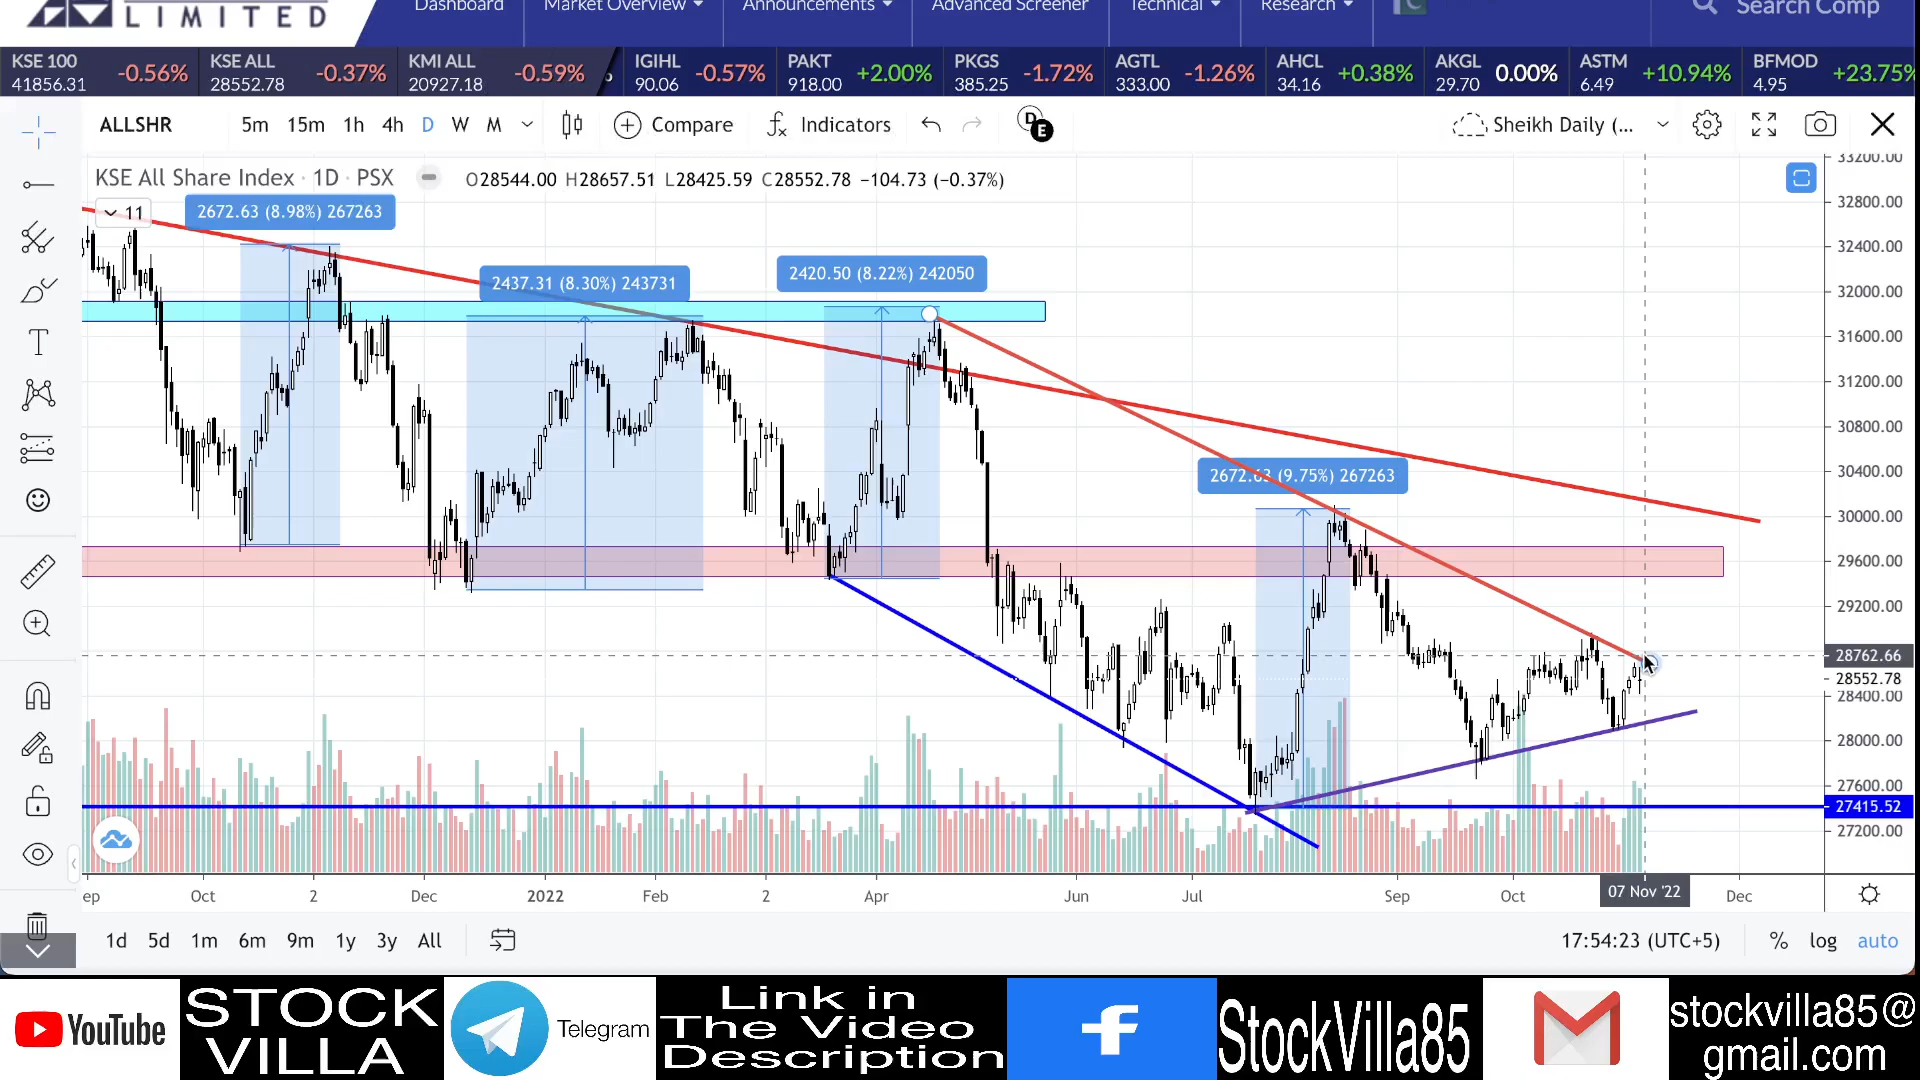 LIMITED
Dashboard
Market Overview
Announcements
Advanced Screener
Technical
Research
Search Comp
KSE 100
41856.31
-0.56%
KSE ALL
28552.78
-0.37%
KMI ALL
20927.18
-0.59%
IGIHL
90.06
-0.57%
PAKT
918.00
+2.00%
PKGS
385.25
-1.72%
AGTL
333.00
-1.26%
AHCL
34.16
+0.38%
AKGL
29.70
0.00%
ASTM
6.49
+10.94%
BFMOD
4.95
+23.75%
ALLSHR
5m 15m 1h 4h D W M
Compare
Indicators
D
E
Sheikh Daily (...
KSE All Share Index · 1D · PSX
O28544.00 H28657.51 L28425.59 C28552.78 −104.73 (−0.37%)
11
2672.63 (8.98%) 267263
2437.31 (8.30%) 243731
2420.50 (8.22%) 242050
2672.63 (9.75%) 267263
33200.00
32800.00
32400.00
32000.00
31600.00
31200.00
30800.00
30400.00
30000.00
29600.00
29200.00
28762.66
28552.78
28400.00
28000.00
27600.00
27415.52
27200.00
ep Oct 2 Dec 2022 Feb 2 Apr Jun Jul Sep Oct 07 Nov '22 Dec
1d 5d 1m 6m 9m 1y 3y All
17:54:23 (UTC+5)
% log auto
YouTube
STOCK
VILLA
Telegram
Link in
The Video
Description
StockVilla85
stockvilla85@
gmail.com